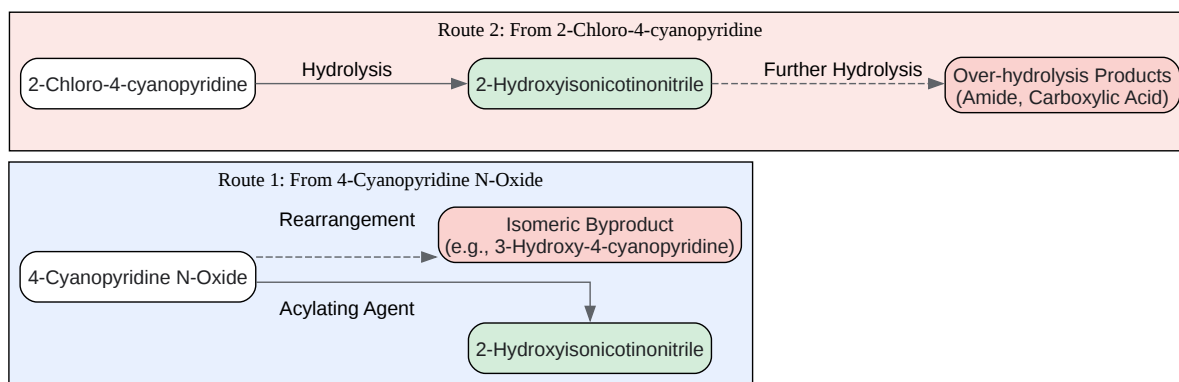 Route 2: From 2-Chloro-4-cyanopyridine
2-Chloro-4-cyanopyridine
Hydrolysis
2-Hydroxyisonicotinonitrile
Further Hydrolysis
Over-hydrolysis Products
(Amide, Carboxylic Acid)
Route 1: From 4-Cyanopyridine N-Oxide
Rearrangement
Isomeric Byproduct
(e.g., 3-Hydroxy-4-cyanopyridine)
4-Cyanopyridine N-Oxide
Acylating Agent
2-Hydroxyisonicotinonitrile